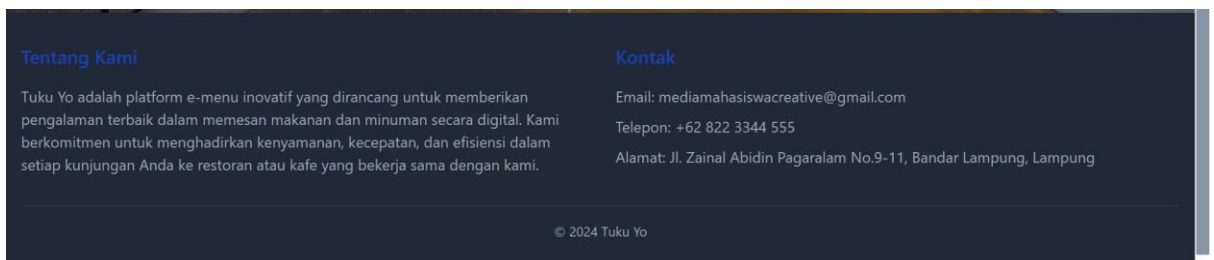 Tentang Kami
Tuku Yo adalah platform e-menu inovatif yang dirancang untuk memberikan
pengalaman terbaik dalam memesan makanan dan minuman secara digital. Kami
berkomitmen untuk menghadirkan kenyamanan, kecepatan, dan efisiensi dalam
setiap kunjungan Anda ke restoran atau kafe yang bekerja sama dengan kami.
Kontak
Email: mediamahasiswacreative@gmail.com
Telepon: +62 822 3344 555
Alamat: Jl. Zainal Abidin Pagaralam No.9-11, Bandar Lampung, Lampung
© 2024 Tuku Yo